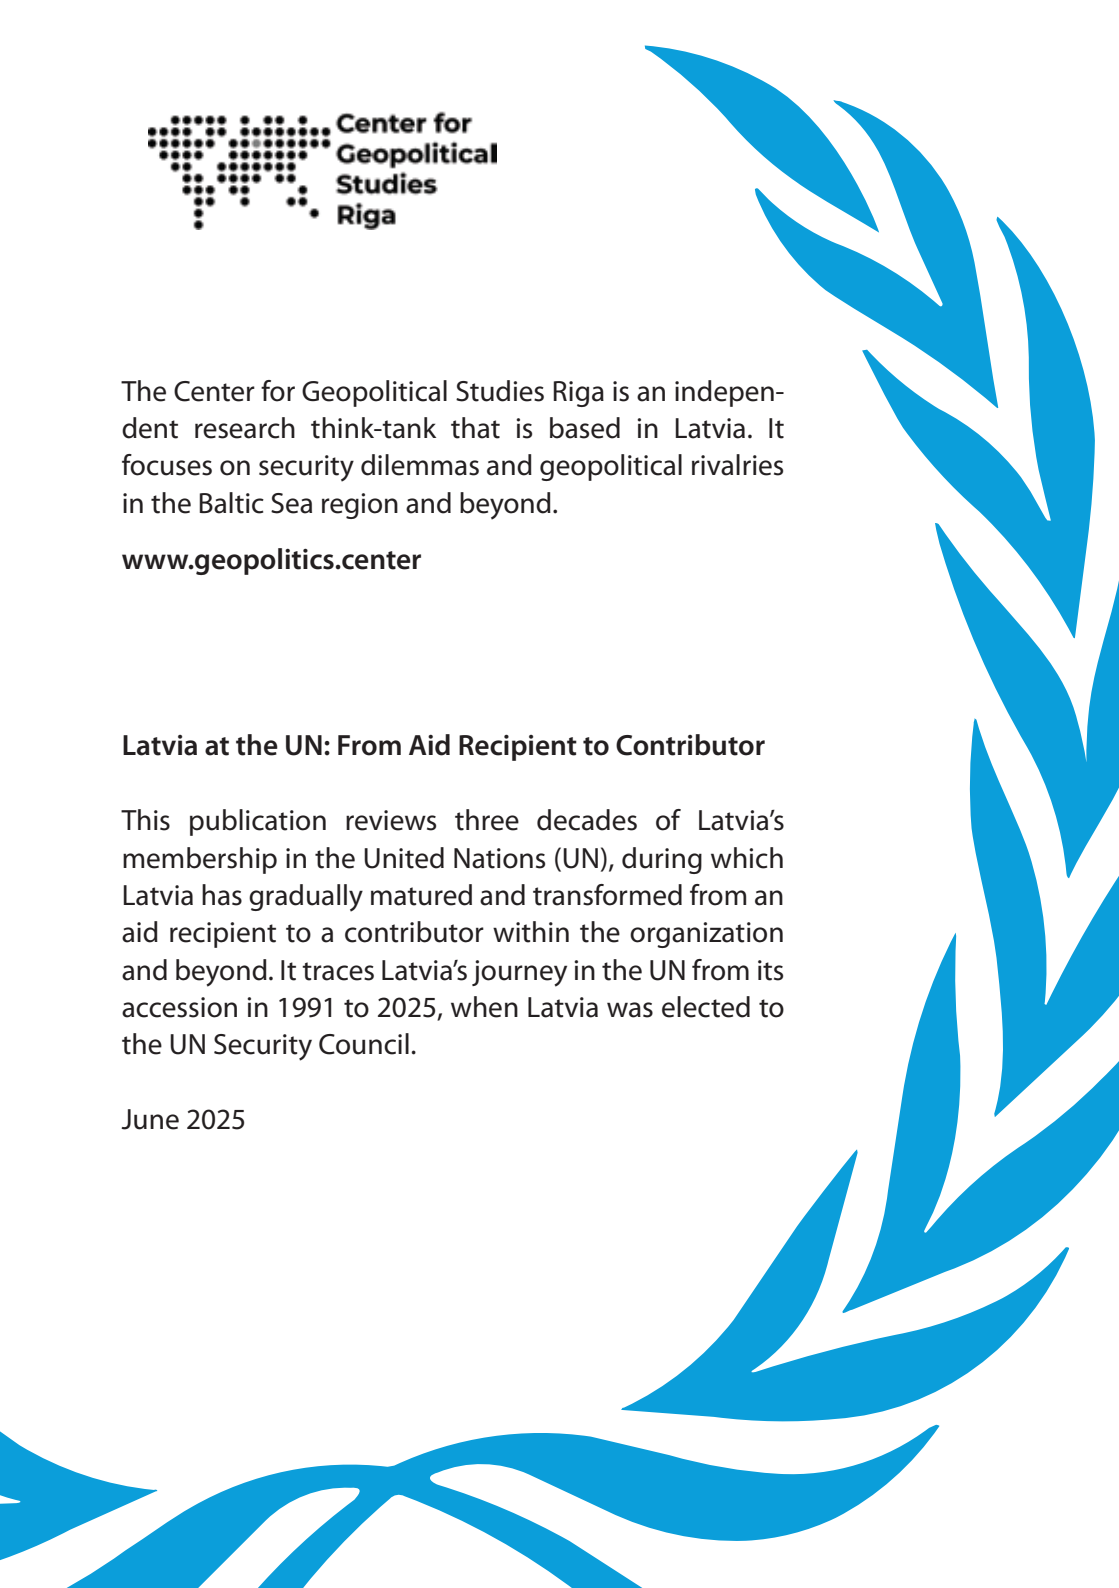 Center for
Geopolitical
Studies
Riga
The Center for Geopolitical Studies Riga is an indepen-
dent research think-tank that is based in Latvia. It
focuses on security dilemmas and geopolitical rivalries
in the Baltic Sea region and beyond.
www.geopolitics.center
Latvia at the UN: From Aid Recipient to Contributor
This publication reviews three decades of Latvia’s
membership in the United Nations (UN), during which
Latvia has gradually matured and transformed from an
aid recipient to a contributor within the organization
and beyond. It traces Latvia’s journey in the UN from its
accession in 1991 to 2025, when Latvia was elected to
the UN Security Council.
June 2025